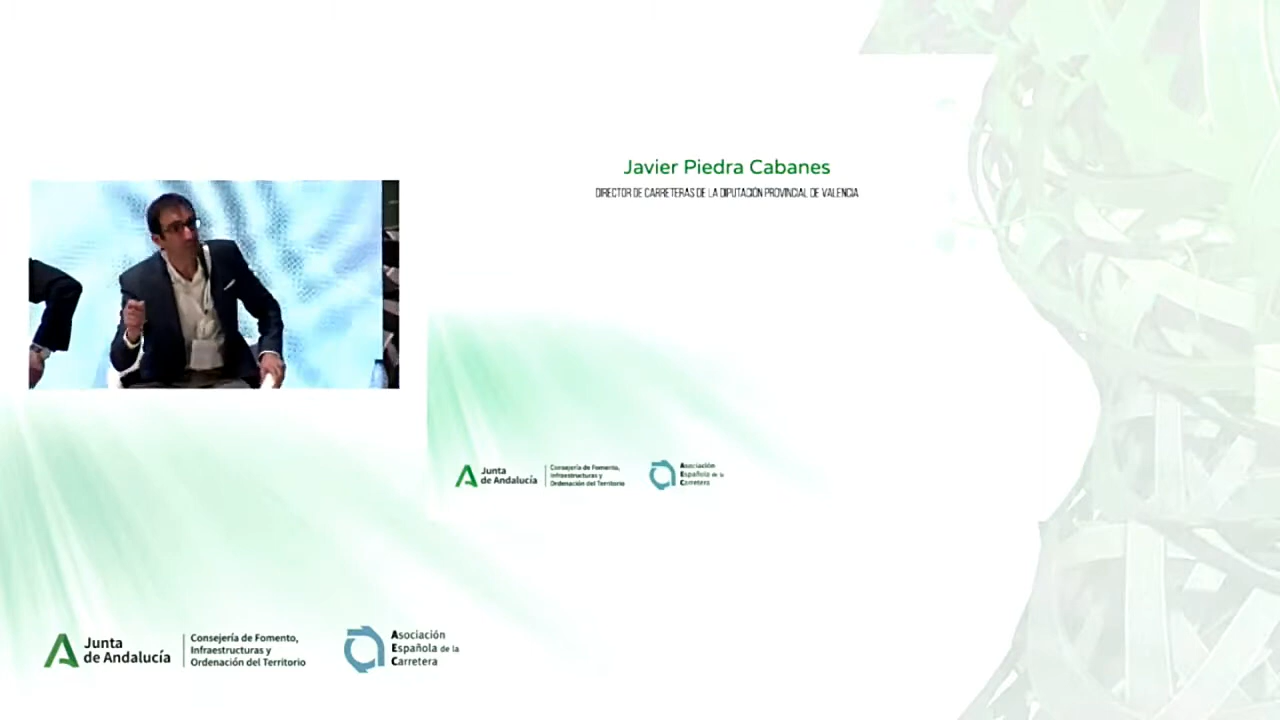 Javier Piedra Cabanes
DIRECTOR DE CARRETERAS DE LA DIPUTACIÓN PROVINCIAL DE VALENCIA
Junta
de Andalucía
Consejería de Fomento,
Infraestructuras y
Ordenación del Territorio
Asociación
Española de la
Carretera
Junta
de Andalucía
Consejería de Fomento,
Infraestructuras y
Ordenación del Territorio
Asociación
Española de la
Carretera